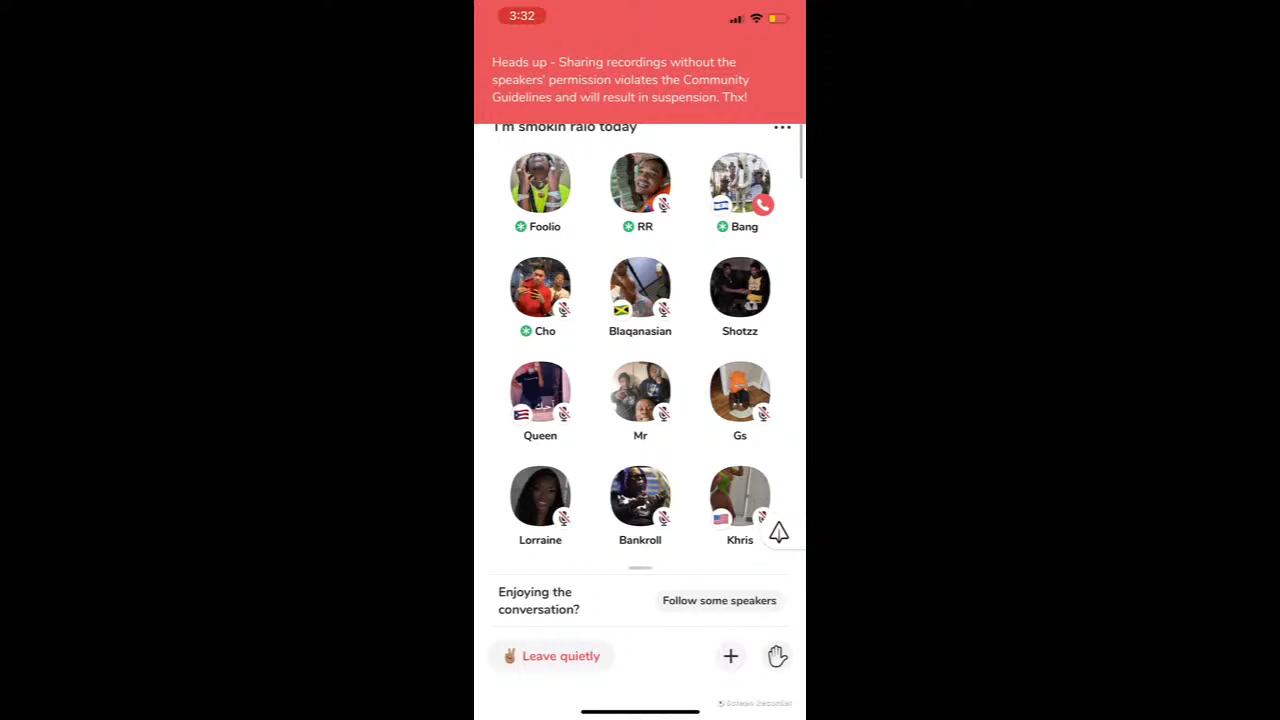 3:32
Heads up - Sharing recordings without the
speakers' permission violates the Community
Guidelines and will result in suspension. Thx!
I'm smokin ralo today
Foolio
RR
Bang
Cho
Blaqanasian
Shotzz
Queen
Mr
Gs
Lorraine
Bankroll
Khris
Enjoying the
conversation?
Follow some speakers
Leave quietly
Screen Recorder